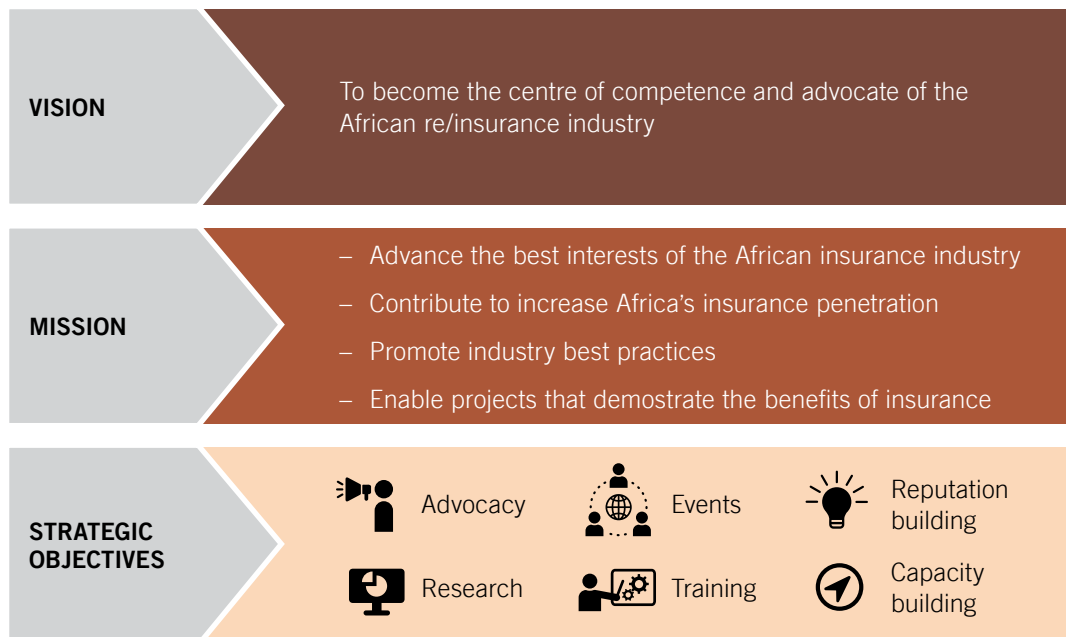 VISION
To become the centre of competence and advocate of the
African re/insurance industry
MISSION
– Advance the best interests of the African insurance industry
– Contribute to increase Africa’s insurance penetration
– Promote industry best practices
– Enable projects that demostrate the benefits of insurance
STRATEGIC
OBJECTIVES
Advocacy
Events
Reputation
building
Research
Training
Capacity
building